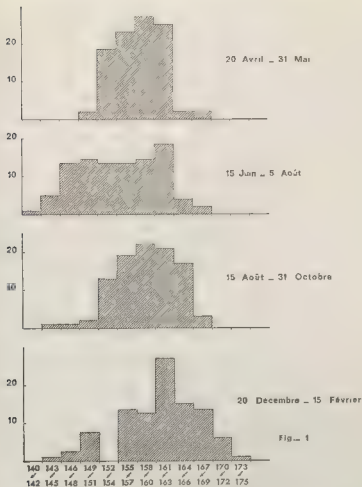 20
10
20 Avril _ 31 Mai
20
10
15 Juin _ 5 Août
20
10
15 Août _ 31 Octobre
20
10
20 Decembre _ 15 Février
Fig._ 1
140 143 146 149 152 155 158 161 164 167 170 173
142 145 148 151 154 157 160 163 166 169 172 175